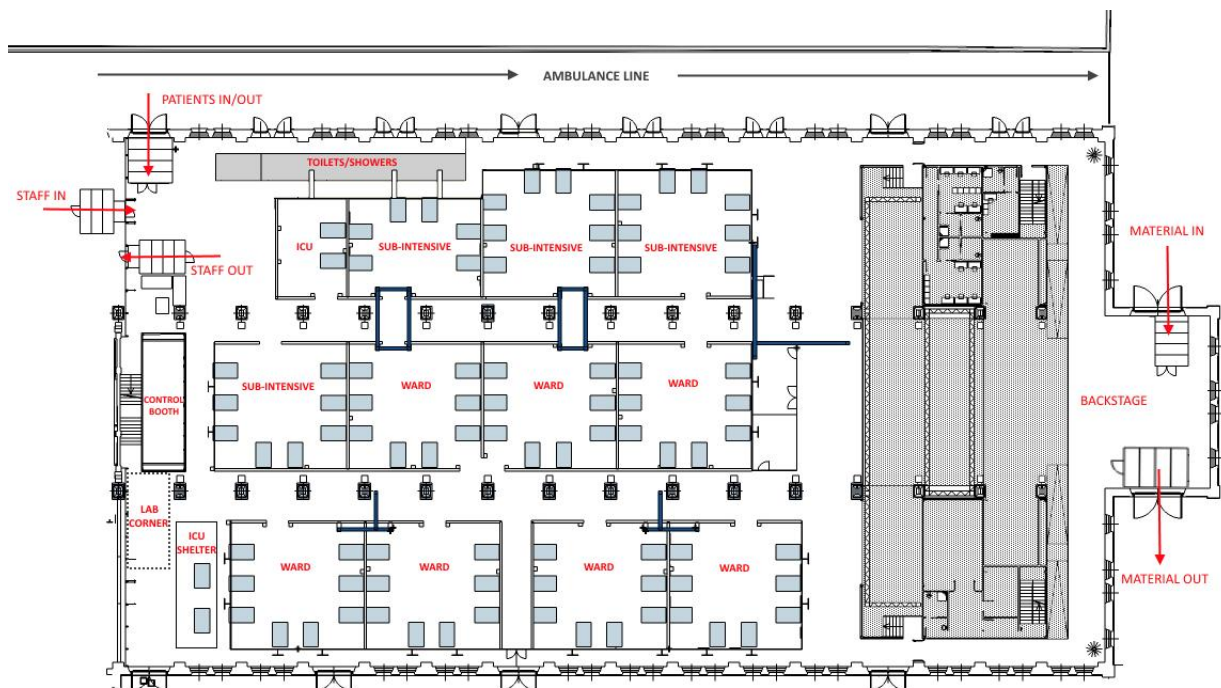 AMBULANCE LINE
PATIENTS IN/OUT
TOILETS/SHOWERS
STAFF IN
STAFF OUT
ICU
SUB-INTENSIVE
SUB-INTENSIVE
SUB-INTENSIVE
MATERIAL IN
CONTROL
BOOTH
SUB-INTENSIVE
WARD
WARD
WARD
BACKSTAGE
LAB
CORNER
ICU
SHELTER
WARD
WARD
WARD
WARD
MATERIAL OUT